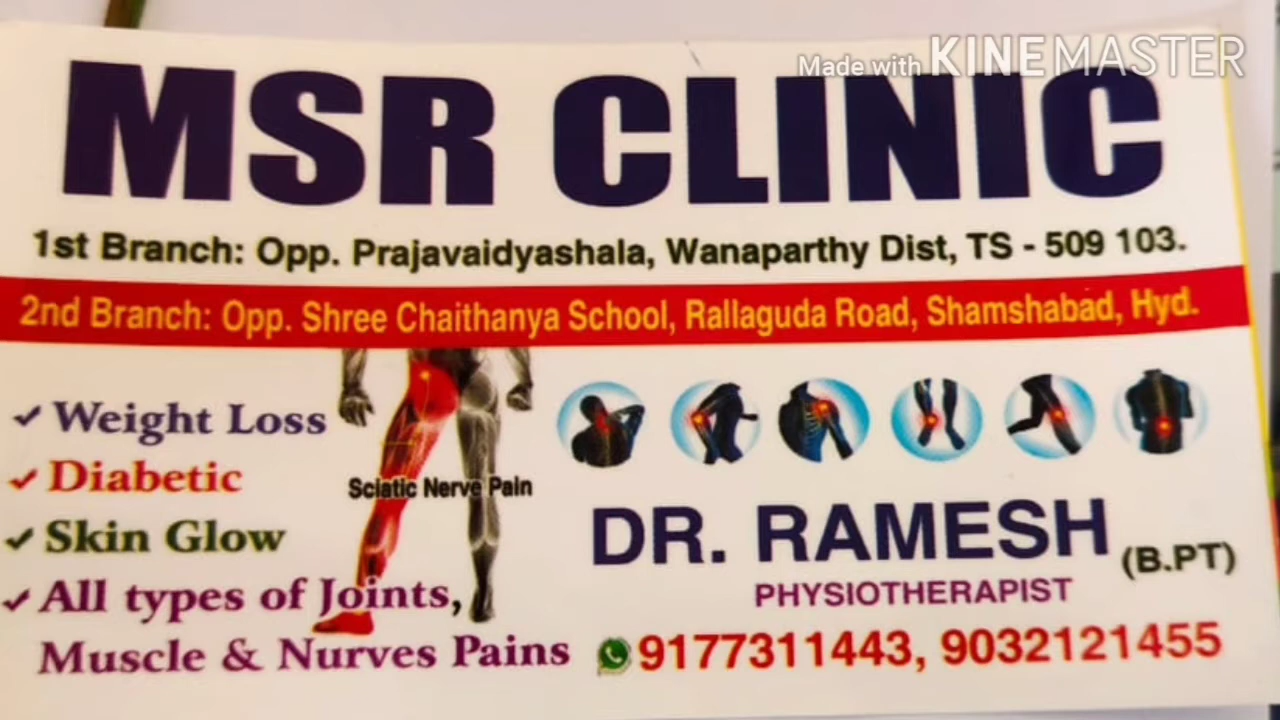 Made with KINEMASTER
MSR CLINIC
1st Branch: Opp. Prajavaidyashala, Wanaparthy Dist, TS - 509 103.
2nd Branch: Opp. Shree Chaithanya School, Rallaguda Road, Shamshabad, Hyd.
✓ Weight Loss
✓ Diabetic
✓ Skin Glow
✓ All types of Joints,
Muscle & Nurves Pains
Sciatic Nerve Pain
DR. RAMESH (B.PT)
PHYSIOTHERAPIST
9177311443, 9032121455